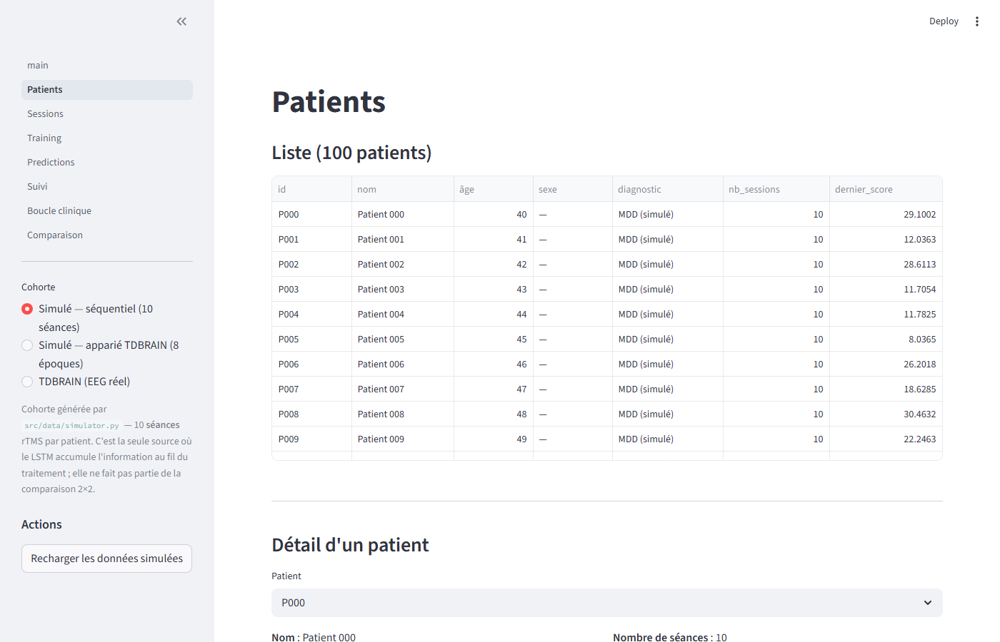 Deploy
main
Patients
Sessions
Training
Predictions
Suivi
Boucle clinique
Comparaison
Cohorte
Simulé — séquentiel (10
séances)
Simulé — apparié TDBRAIN (8
époques)
TDBRAIN (EEG réel)
Cohorte générée par
src/data/simulator.py — 10 séances
rTMS par patient. C'est la seule source où
le LSTM accumule l'information au fil du
traitement ; elle ne fait pas partie de la
comparaison 2×2.
Actions
Recharger les données simulées
Patients
Liste (100 patients)
id nom âge sexe diagnostic nb_sessions dernier_score
P000 Patient 000 40 — MDD (simulé) 10 29.1002
P001 Patient 001 41 — MDD (simulé) 10 12.0363
P002 Patient 002 42 — MDD (simulé) 10 28.6113
P003 Patient 003 43 — MDD (simulé) 10 11.7054
P004 Patient 004 44 — MDD (simulé) 10 11.7825
P005 Patient 005 45 — MDD (simulé) 10 8.0365
P006 Patient 006 46 — MDD (simulé) 10 26.2018
P007 Patient 007 47 — MDD (simulé) 10 18.6285
P008 Patient 008 48 — MDD (simulé) 10 30.4632
P009 Patient 009 49 — MDD (simulé) 10 22.2463
Détail d'un patient
Patient
P000
Nom : Patient 000 Nombre de séances : 10